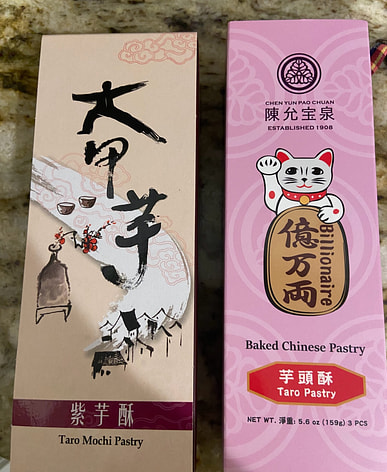 大甲芋
紫芋酥
Taro Mochi Pastry
CHEN YUN PAO CHUAN
陳允宝泉
ESTABLISHED 1908
億万両
Billionaire
Baked Chinese Pastry
芋頭酥
Taro Pastry
NET WT. 淨重: 5.6 oz (159g) 3 PCS